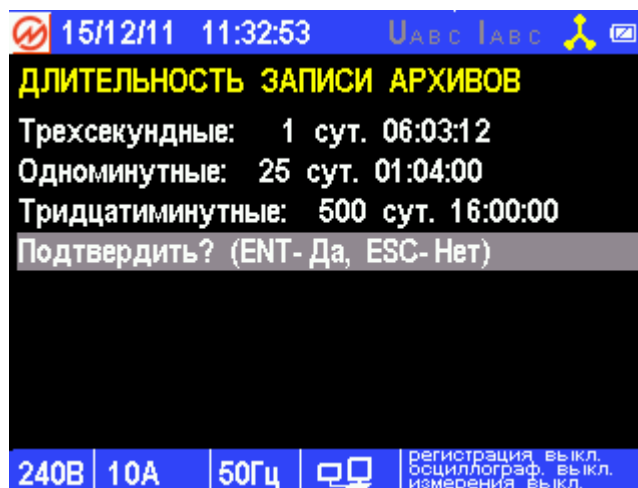 15/12/11 11:32:53 UABC IABC
ДЛИТЕЛЬНОСТЬ ЗАПИСИ АРХИВОВ
Трехсекундные: 1 сут. 06:03:12
Одноминутные: 25 сут. 01:04:00
Тридцатиминутные: 500 сут. 16:00:00
Подтвердить? (ENT- Да, ESC- Нет)
240В 10А 50Гц
регистрация выкл.
осциллограф. выкл.
измерения выкл.